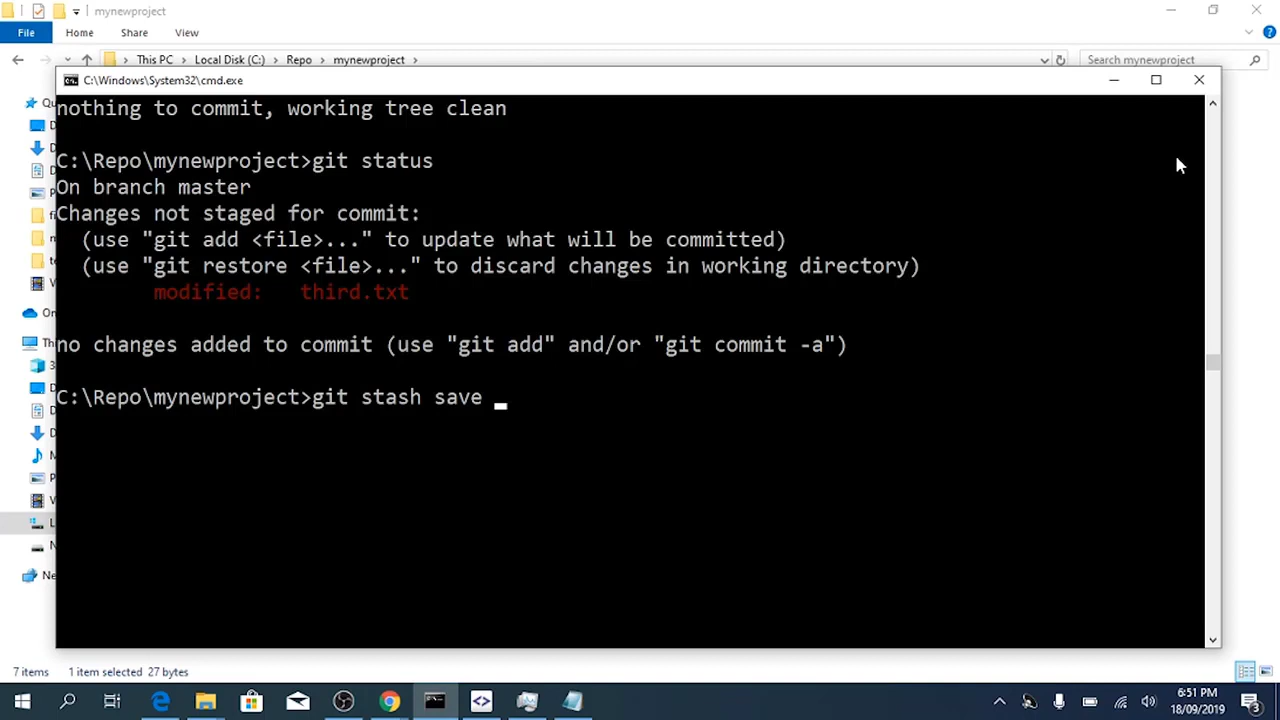 mynewproject
File Home Share View
This PC > Local Disk (C:) > Repo > mynewproject >
Search mynewproject
C:\Windows\System32\cmd.exe
nothing to commit, working tree clean
C:\Repo\mynewproject>git status
On branch master
Changes not staged for commit:
(use "git add <file>..." to update what will be committed)
(use "git restore <file>..." to discard changes in working directory)
modified: third.txt
no changes added to commit (use "git add" and/or "git commit -a")
C:\Repo\mynewproject>git stash save _
7 items 1 item selected 27 bytes
6:51 PM
18/09/2019
3